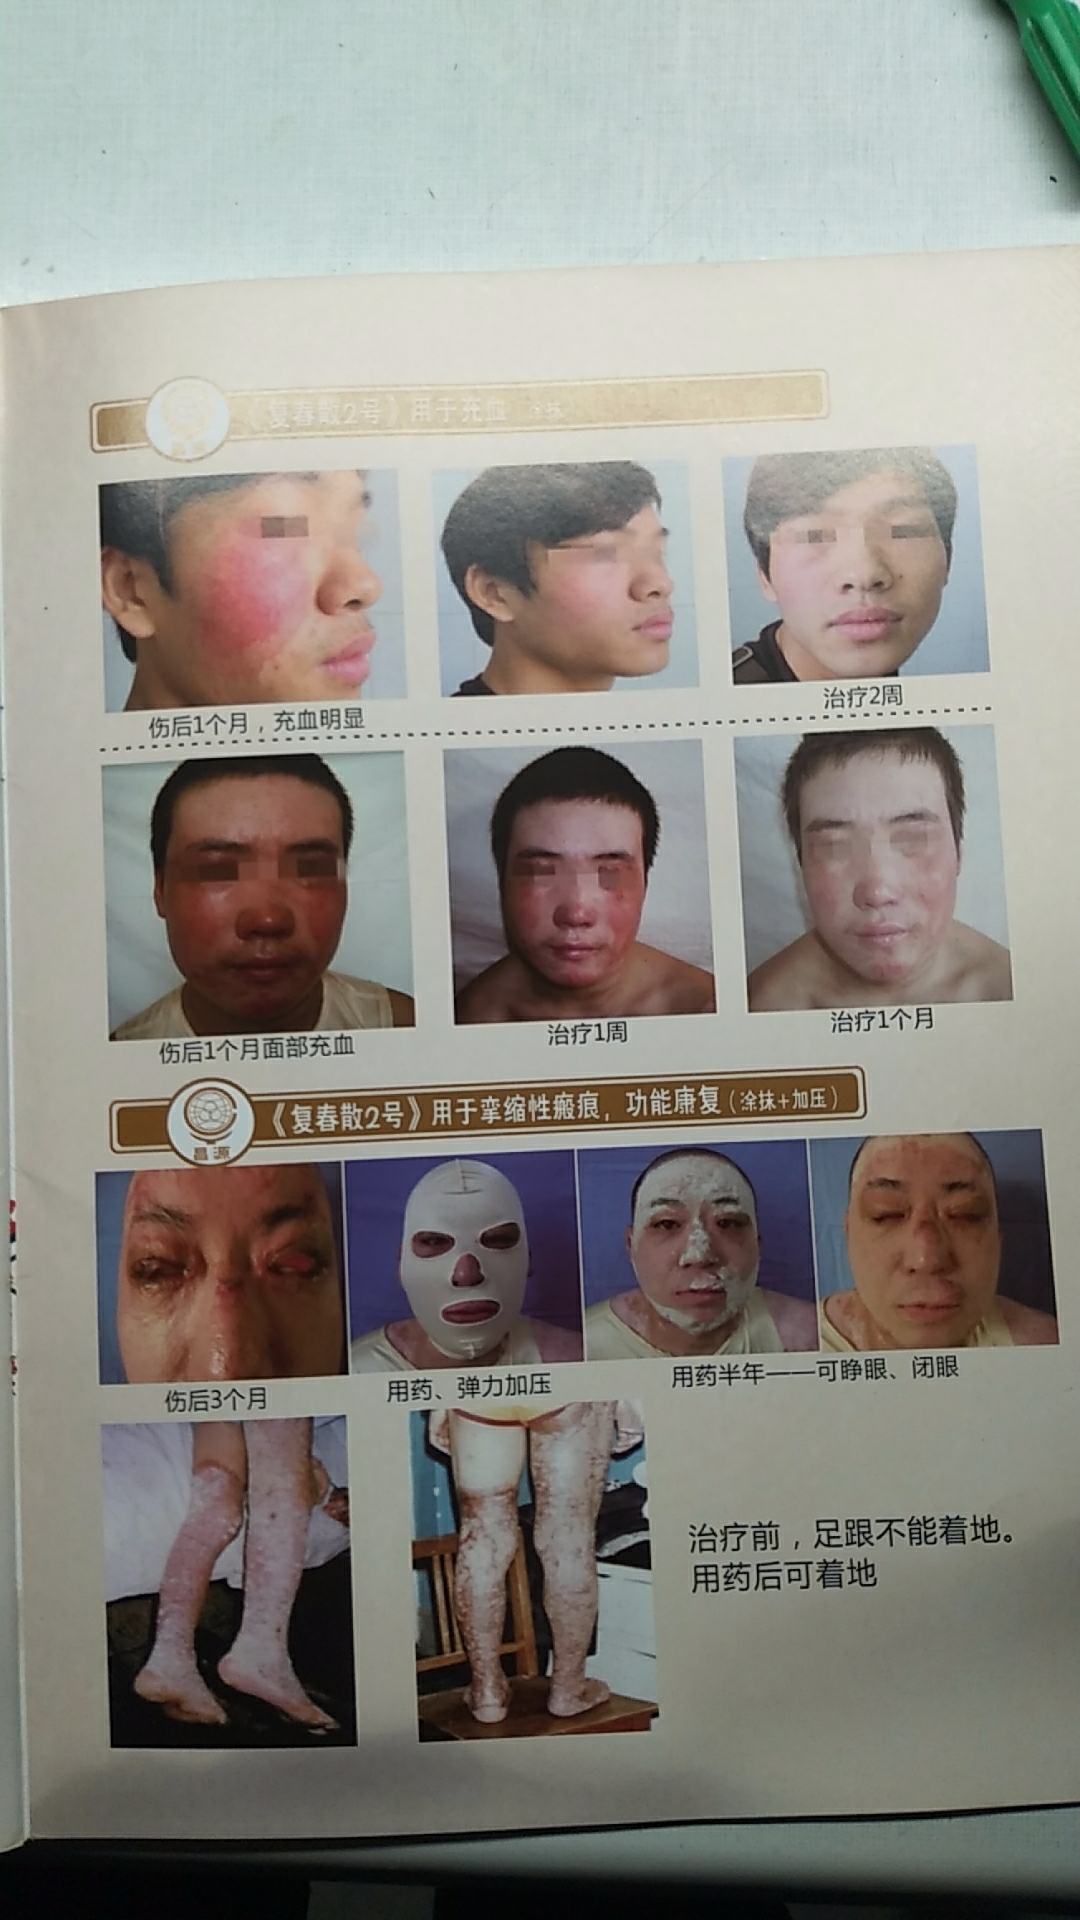 《复春散2号》用于充血 涂抹
伤后1个月，充血明显
治疗2周
伤后1个月面部充血
治疗1周
治疗1个月
《复春散2号》用于挛缩性瘢痕，功能康复（涂抹+加压）
昌源
伤后3个月
用药、弹力加压
用药半年——可睁眼、闭眼
治疗前，足跟不能着地。
用药后可着地